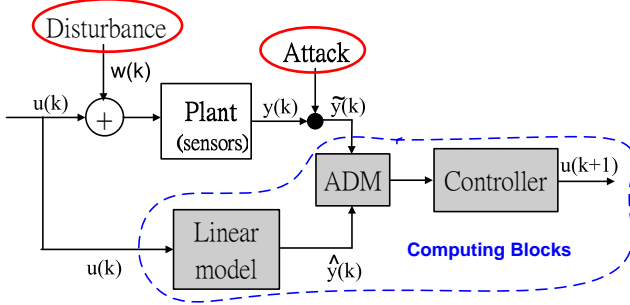 Disturbance
Attack
w(k)
u(k)
+
Plant
(sensors)
y(k)
ỹ(k)
ADM
Controller
u(k+1)
Linear
model
u(k)
ŷ(k)
Computing Blocks